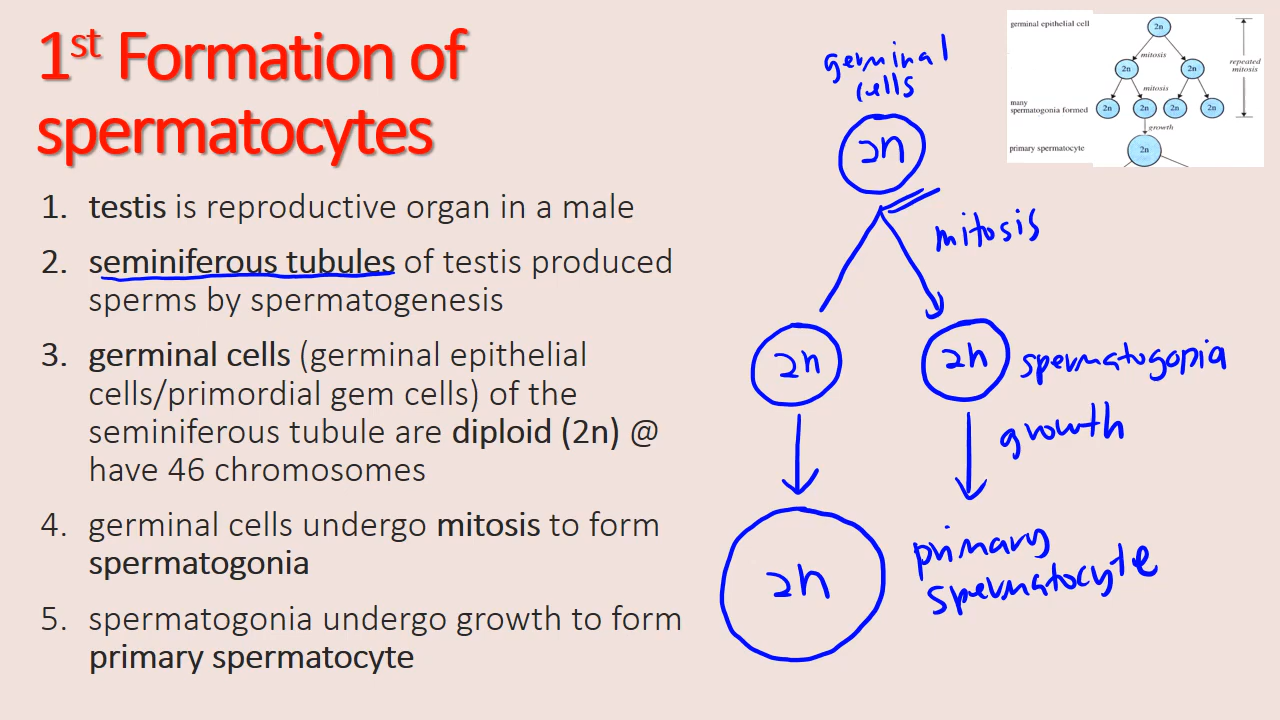 1st Formation of
spermatocytes
1. testis is reproductive organ in a male
2. seminiferous tubules of testis produced
sperms by spermatogenesis
3. germinal cells (germinal epithelial
cells/primordial gem cells) of the
seminiferous tubule are diploid (2n) @
have 46 chromosomes
4. germinal cells undergo mitosis to form
spermatogonia
5. spermatogonia undergo growth to form
primary spermatocyte
germinal
cells
2n
mitosis
2n
2n
spermatogonia
growth
2n
primary
spermatocyte
germinal epithelial cell
2n
mitosis
2n
2n
repeated
mitosis
mitosis
many
spermatogonia formed
2n
2n
2n
2n
growth
primary spermatocyte
2n